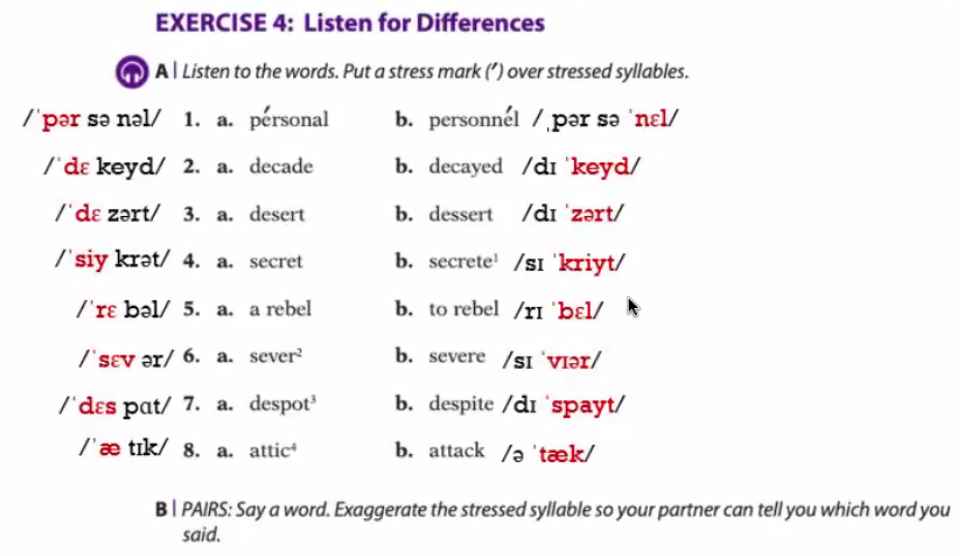 EXERCISE 4: Listen for Differences
A | Listen to the words. Put a stress mark (′) over stressed syllables.
/ˈpər sə nəl/ 1. a. pérsonal b. personnél /ˌpər sə ˈnɛl/
/ˈdɛ keyd/ 2. a. decade b. decayed /dɪ ˈkeyd/
/ˈdɛ zərt/ 3. a. desert b. dessert /dɪ ˈzərt/
/ˈsiy krət/ 4. a. secret b. secrete¹ /sɪ ˈkriyt/
/ˈrɛ bəl/ 5. a. a rebel b. to rebel /rɪ ˈbɛl/
/ˈsɛv ər/ 6. a. sever² b. severe /sɪ ˈvɪər/
/ˈdɛs pɑt/ 7. a. despot³ b. despite /dɪ ˈspayt/
/ˈæ tɪk/ 8. a. attic⁴ b. attack /ə ˈtæk/
B | PAIRS: Say a word. Exaggerate the stressed syllable so your partner can tell you which word you
said.